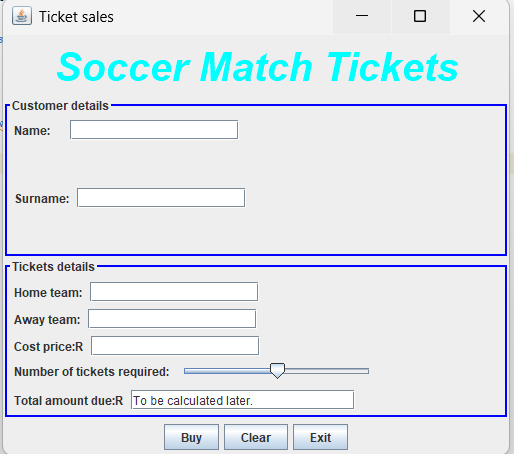 Ticket sales
Soccer Match Tickets
Customer details
Name:
Surname:
Tickets details
Home team:
Away team:
Cost price:R
Number of tickets required:
Total amount due:R To be calculated later.
Buy Clear Exit